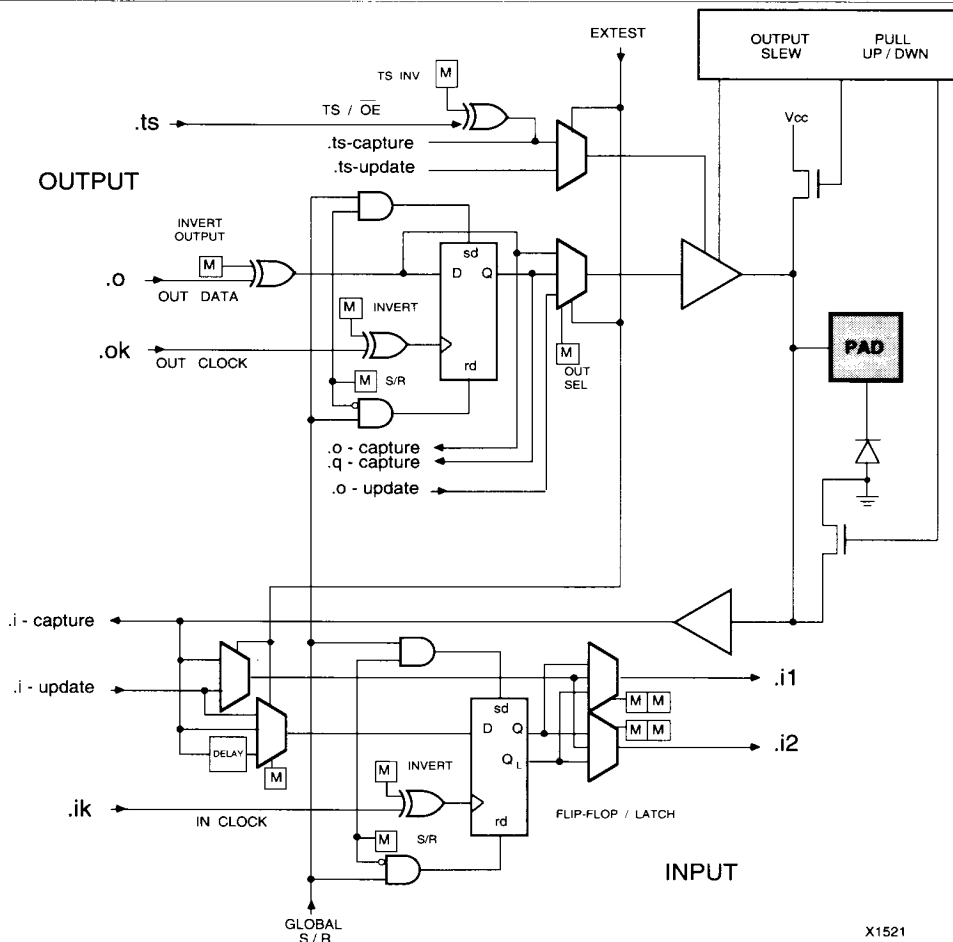 EXTEST
OUTPUT SLEW
PULL UP / DWN
TS INV
M
TS / OE
.ts
.ts-capture
.ts-update
Vcc
OUTPUT
INVERT OUTPUT
M
.o
OUT DATA
sd
D Q
M INVERT
.ok
OUT CLOCK
rd
M S/R
M
OUT SEL
PAD
.o - capture
.q - capture
.o - update
.i - capture
.i - update
.i1
M M
sd
D Q
M M
.i2
DELAY
QL
M
M INVERT
.ik
IN CLOCK
rd
FLIP-FLOP / LATCH
M S/R
INPUT
GLOBAL S / R
X1521